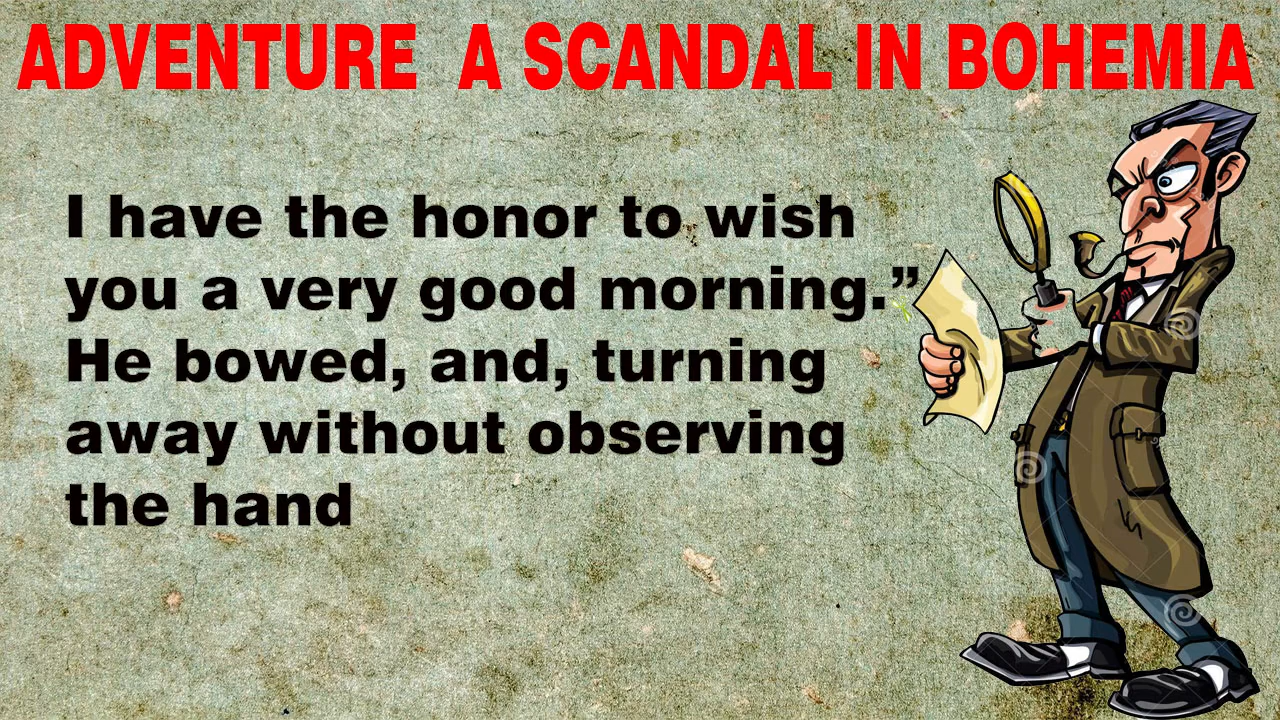 ADVENTURE A SCANDAL IN BOHEMIA
I have the honor to wish
you a very good morning.”
He bowed, and, turning
away without observing
the hand